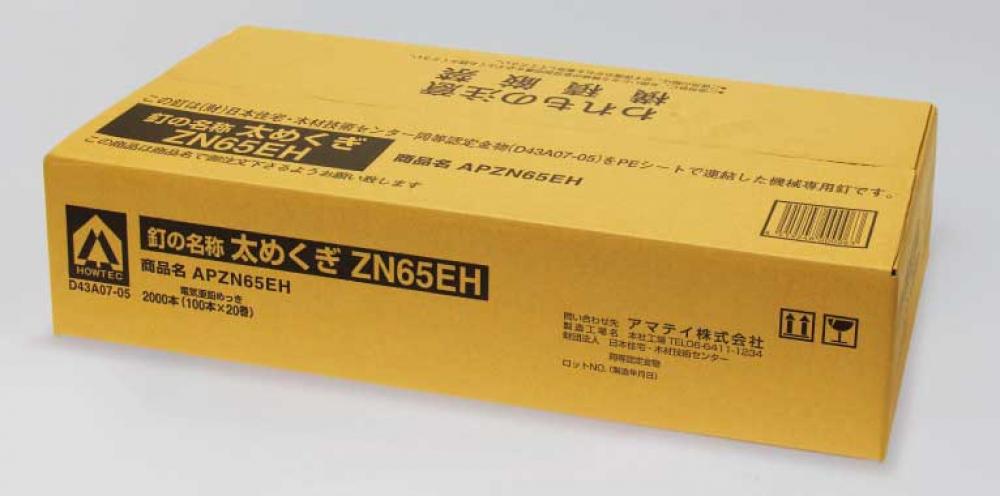 われもの注意
横積厳禁
この釘は(財)日本住宅・木材技術センター同等認定金物(D43A07-05)をPEシートで連結した機械専用釘です。
釘の名称 太めくぎ
ZN65EH
商品名 APZN65EH
この商品は商品名で御注文下さるようお願い致します
HOWTEC
D43A07-05
釘の名称 太めくぎ ZN65EH
商品名 APZN65EH
電気亜鉛めっき
2000本(100本×20巻)
問い合わせ先 アマテイ株式会社
製造工場名 本社工場 TEL06-6411-1234
財団法人 日本住宅・木材技術センター
同等認定金物
ロットNO.(製造年月日)